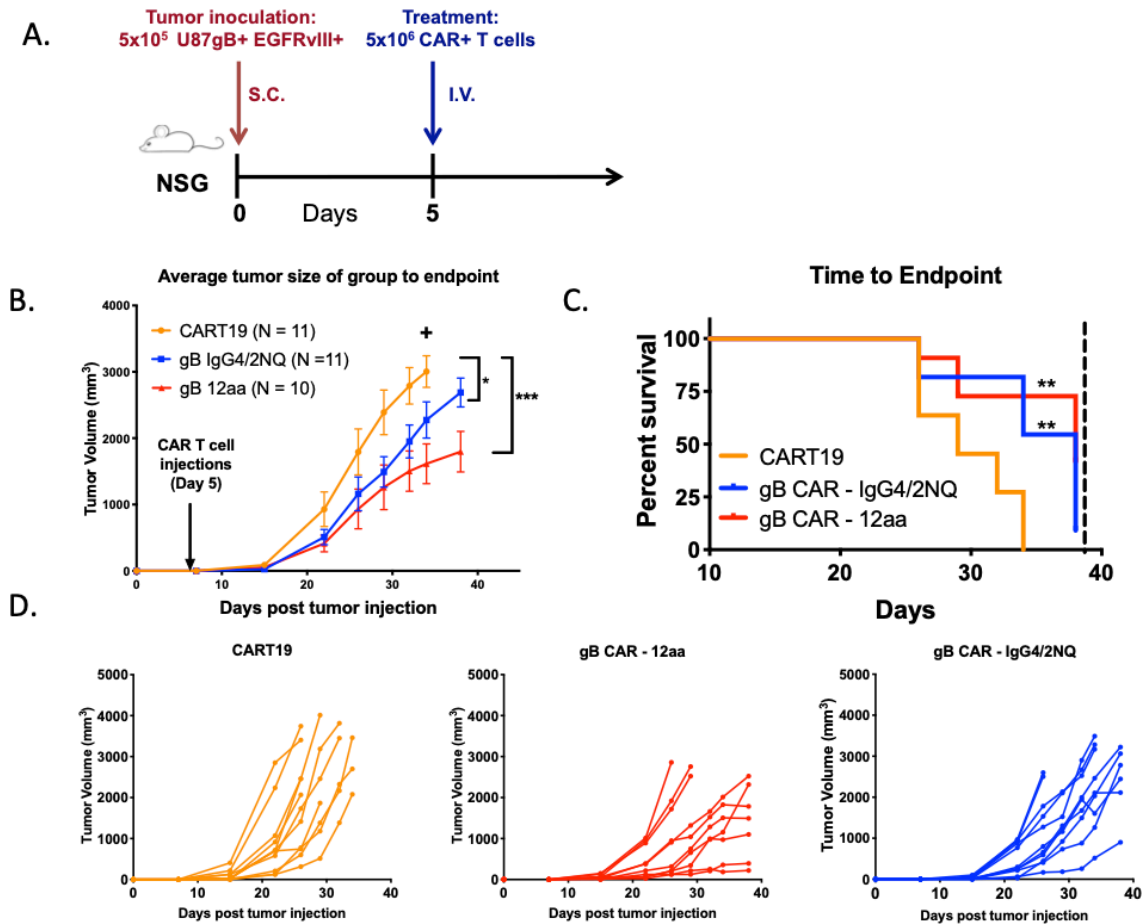 A.
Tumor inoculation:
5x10⁵ U87gB+ EGFRvIII+
Treatment:
5x10⁶ CAR+ T cells
S.C.
I.V.
NSG
0
Days
5
B.
Average tumor size of group to endpoint
4000
3000
2000
1000
0
Tumor Volume (mm³)
CART19 (N = 11)
gB IgG4/2NQ (N =11)
gB 12aa (N = 10)
+
*
***
CAR T cell
injections
(Day 5)
0
10
20
30
40
Days post tumor injection
C.
Time to Endpoint
100
75
50
25
0
Percent survival
**
**
CART19
gB CAR - IgG4/2NQ
gB CAR - 12aa
10
20
30
40
Days
D.
CART19
5000
4000
3000
2000
1000
0
Tumor Volume (mm³)
0
10
20
30
40
Days post tumor injection
gB CAR - 12aa
5000
4000
3000
2000
1000
0
Tumor Volume (mm³)
0
10
20
30
40
Days post tumor injection
gB CAR - IgG4/2NQ
5000
4000
3000
2000
1000
0
Tumor Volume (mm³)
0
10
20
30
40
Days post tumor injection